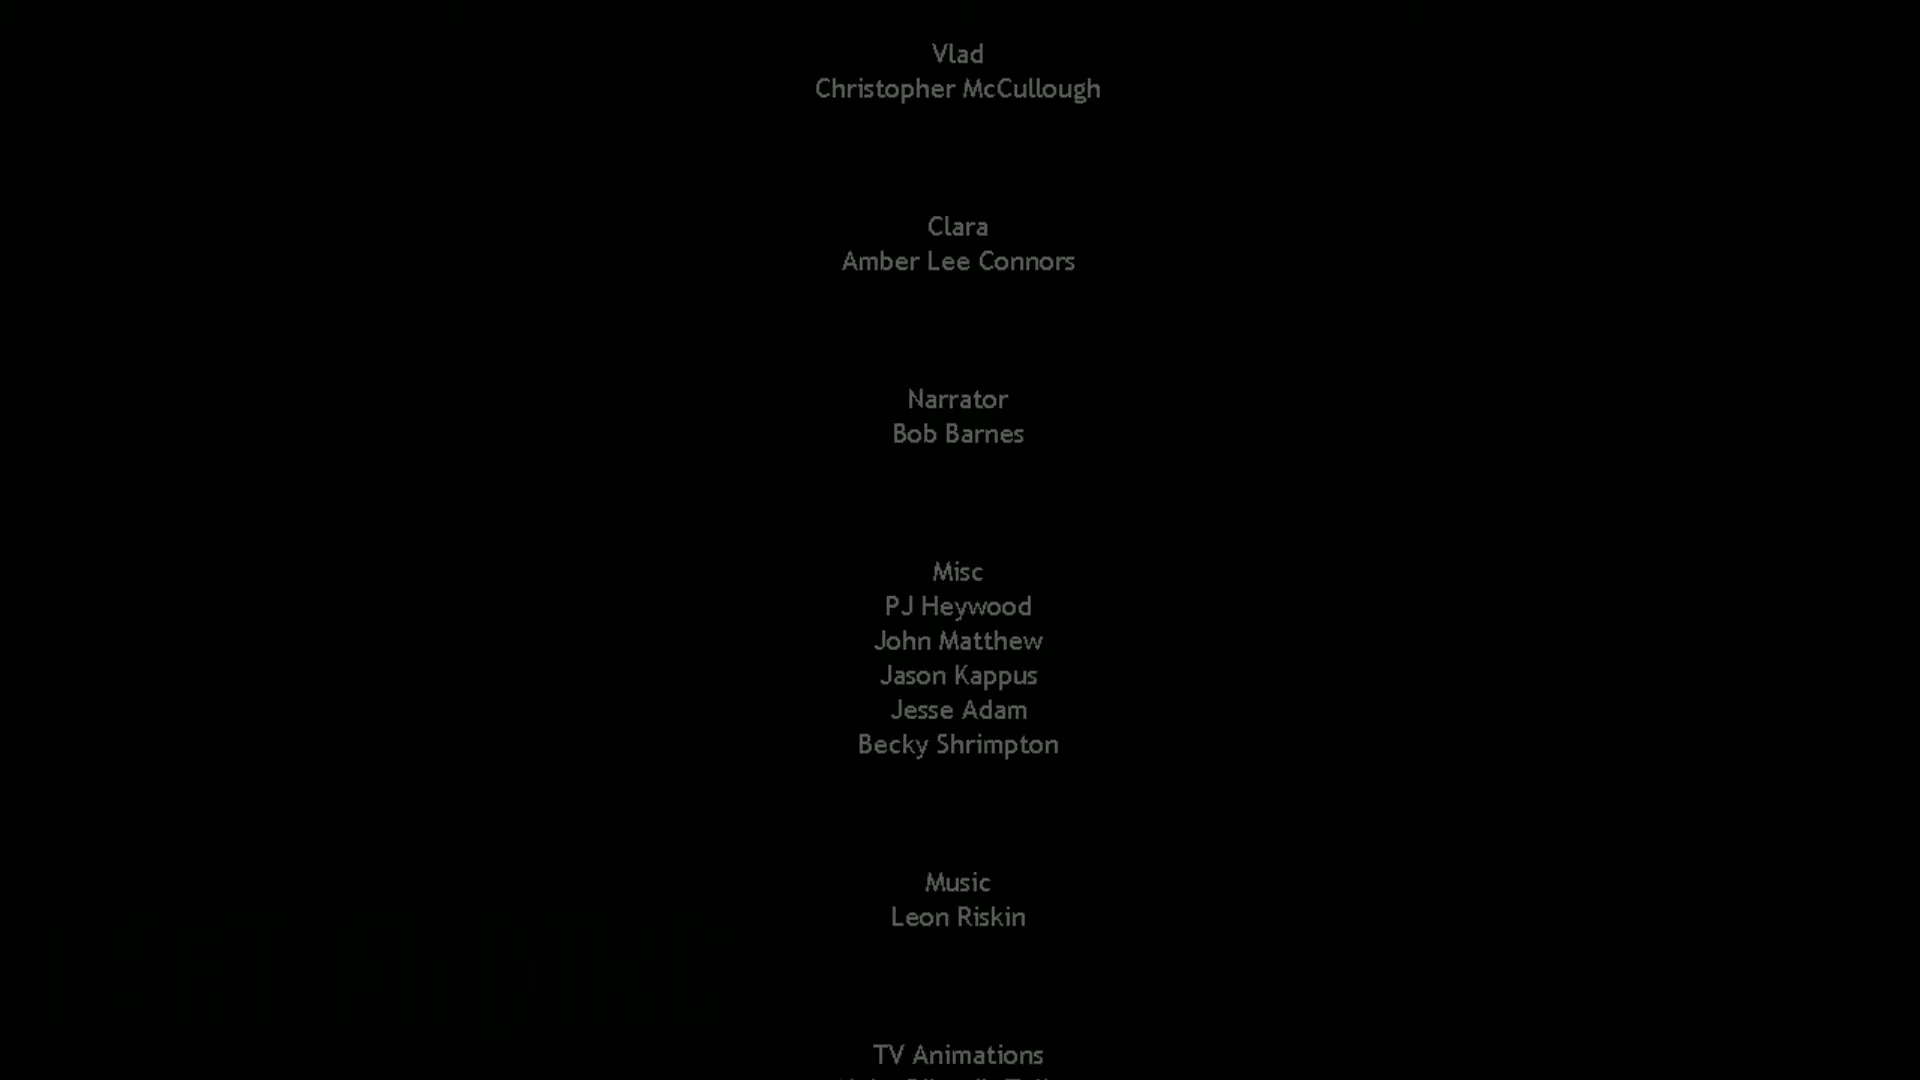 Vlad
Christopher McCullough
Clara
Amber Lee Connors
Narrator
Bob Barnes
Misc
PJ Heywood
John Matthew
Jason Kappus
Jesse Adam
Becky Shrimpton
Music
Leon Riskin
TV Animations